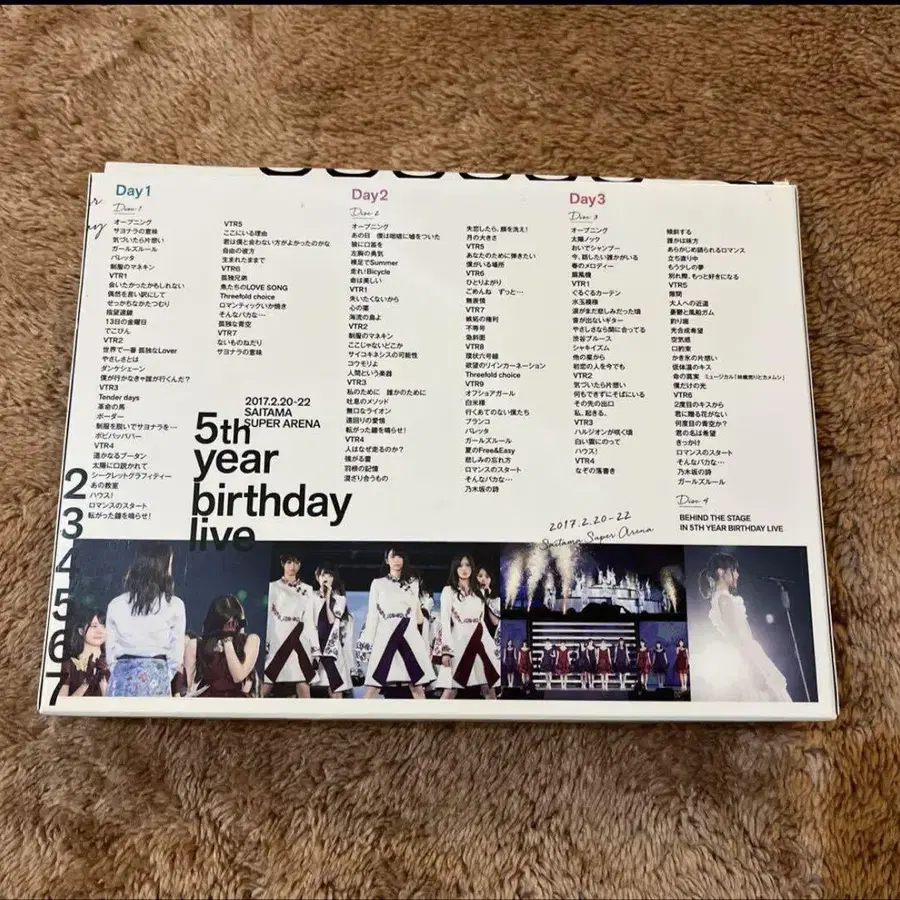 Day1
Disc 1
オープニング
サヨナラの意味
気づいたら片想い
ガールズルール
バレッタ
制服のマネキン
VTR1
会いたかったかもしれない
偶然を言い訳にして
せっかちなかたつむり
指望遠鏡
13日の金曜日
でこぴん
VTR2
世界で一番 孤独なLover
やさしさとは
ダンケシェーン
僕が行かなきゃ誰が行くんだ?
VTR3
Tender days
革命の馬
ボーダー
制服を脱いでサヨナラを…
ポピパッパパー
VTR4
遥かなるブータン
太陽に口説かれて
シークレットグラフィティー
あの教室
ハウス!
ロマンスのスタート
転がった鐘を鳴らせ!
VTR5
ここにいる理由
君は僕と会わない方がよかったのかな
自由の彼方
生まれたままで
VTR6
孤独兄弟
魚たちのLOVE SONG
Threefold choice
ロマンティックいか焼き
そんなバカな…
孤独な青空
VTR7
ないものねだり
サヨナラの意味
Day2
Disc 2
オープニング
あの日 僕は咄嗟に嘘をついた
狼に口笛を
左胸の勇気
裸足でSummer
走れ!Bicycle
命は美しい
VTR1
失いたくないから
心の薬
海流の島よ
VTR2
制服のマネキン
ここじゃないどこか
サイコキネシスの可能性
コウモリよ
人間という楽器
VTR3
私のために 誰かのために
吐息のメソッド
無口なライオン
遠回りの愛情
転がった鐘を鳴らせ!
VTR4
人はなぜ走るのか?
強がる蕾
羽根の記憶
混ざり合うもの
失恋したら、顔を洗え!
月の大きさ
VTR5
あなたのために弾きたい
僕がいる場所
VTR6
ひとりよがり
ごめんね ずっと…
無表情
VTR7
嫉妬の権利
不等号
急斜面
VTR8
環状六号線
欲望のリインカーネーション
Threefold choice
VTR9
オフショアガール
白米様
行くあてのない僕たち
ブランコ
バレッタ
ガールズルール
夏のFree&Easy
悲しみの忘れ方
ロマンスのスタート
そんなバカな…
乃木坂の詩
Day3
Disc 3
オープニング
太陽ノック
おいでシャンプー
今、話したい誰かがいる
春のメロディー
扇風機
VTR1
ぐるぐるカーテン
水玉模様
涙がまだ悲しみだった頃
音が出ないギター
やさしさなら間に合ってる
渋谷ブルース
シャキイズム
他の星から
初恋の人を今でも
VTR2
気づいたら片想い
何もできずにそばにいる
その先の出口
私、起きる。
VTR3
ハルジオンが咲く頃
白い雲にのって
ハウス!
VTR4
なぞの落書き
傾斜する
誰かは味方
あらかじめ語られるロマンス
立ち直り中
もう少しの夢
別れ際、もっと好きになる
VTR5
隙間
大人への近道
憂鬱と風船ガム
釣り堀
光合成希望
空気感
口約束
かき氷の片想い
低体温のキス
命の真実 ミュージカル「林檎売りとカメムシ」
僕だけの光
VTR6
2度目のキスから
君に贈る花がない
何度目の青空か?
君の名は希望
きっかけ
ロマンスのスタート
そんなバカな…
乃木坂の詩
ガールズルール
Disc 4
BEHIND THE STAGE
IN 5TH YEAR BIRTHDAY LIVE
2017.2.20-22
SAITAMA
SUPER ARENA
5th
year
birthday
live
2017.2.20-22
Saitama Super Arena
2
3
4
5
6
7